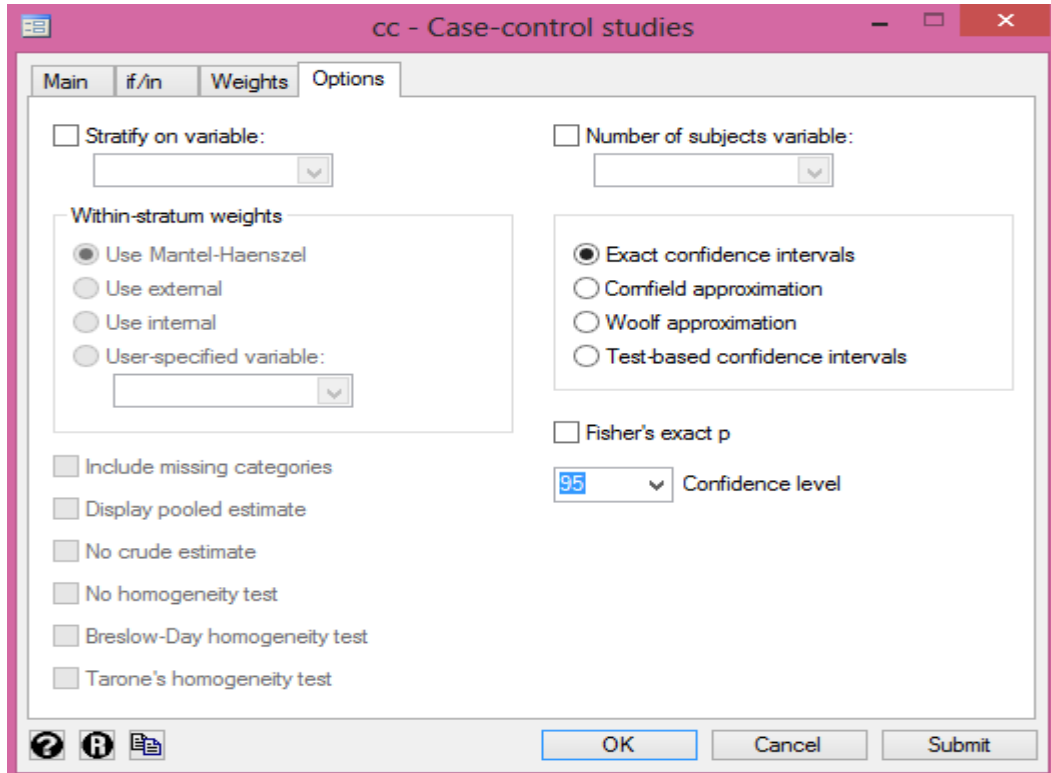 cc - Case-control studies
Main if/in Weights Options
Stratify on variable:
Within-stratum weights
Use Mantel-Haenszel
Use external
Use internal
User-specified variable:
Include missing categories
Display pooled estimate
No crude estimate
No homogeneity test
Breslow-Day homogeneity test
Tarone's homogeneity test
Number of subjects variable:
Exact confidence intervals
Cornfield approximation
Woolf approximation
Test-based confidence intervals
Fisher's exact p
95 Confidence level
? R
OK Cancel Submit